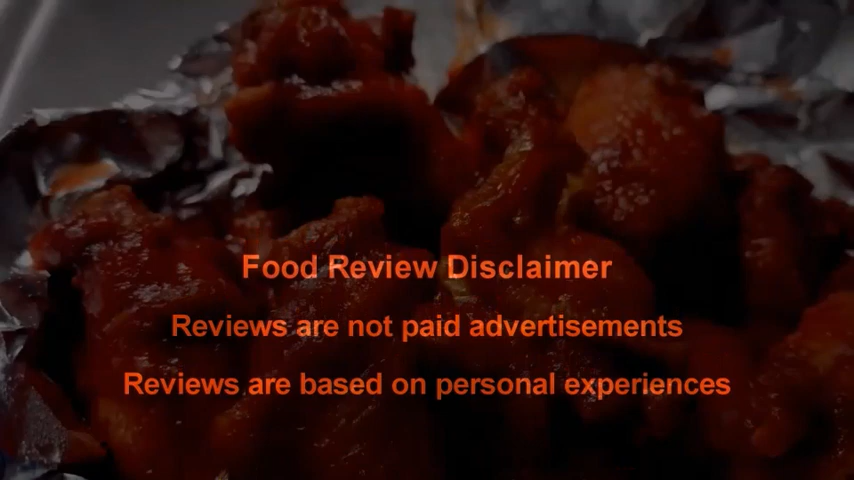 Food Review Disclaimer
Reviews are not paid advertisements
Reviews are based on personal experiences